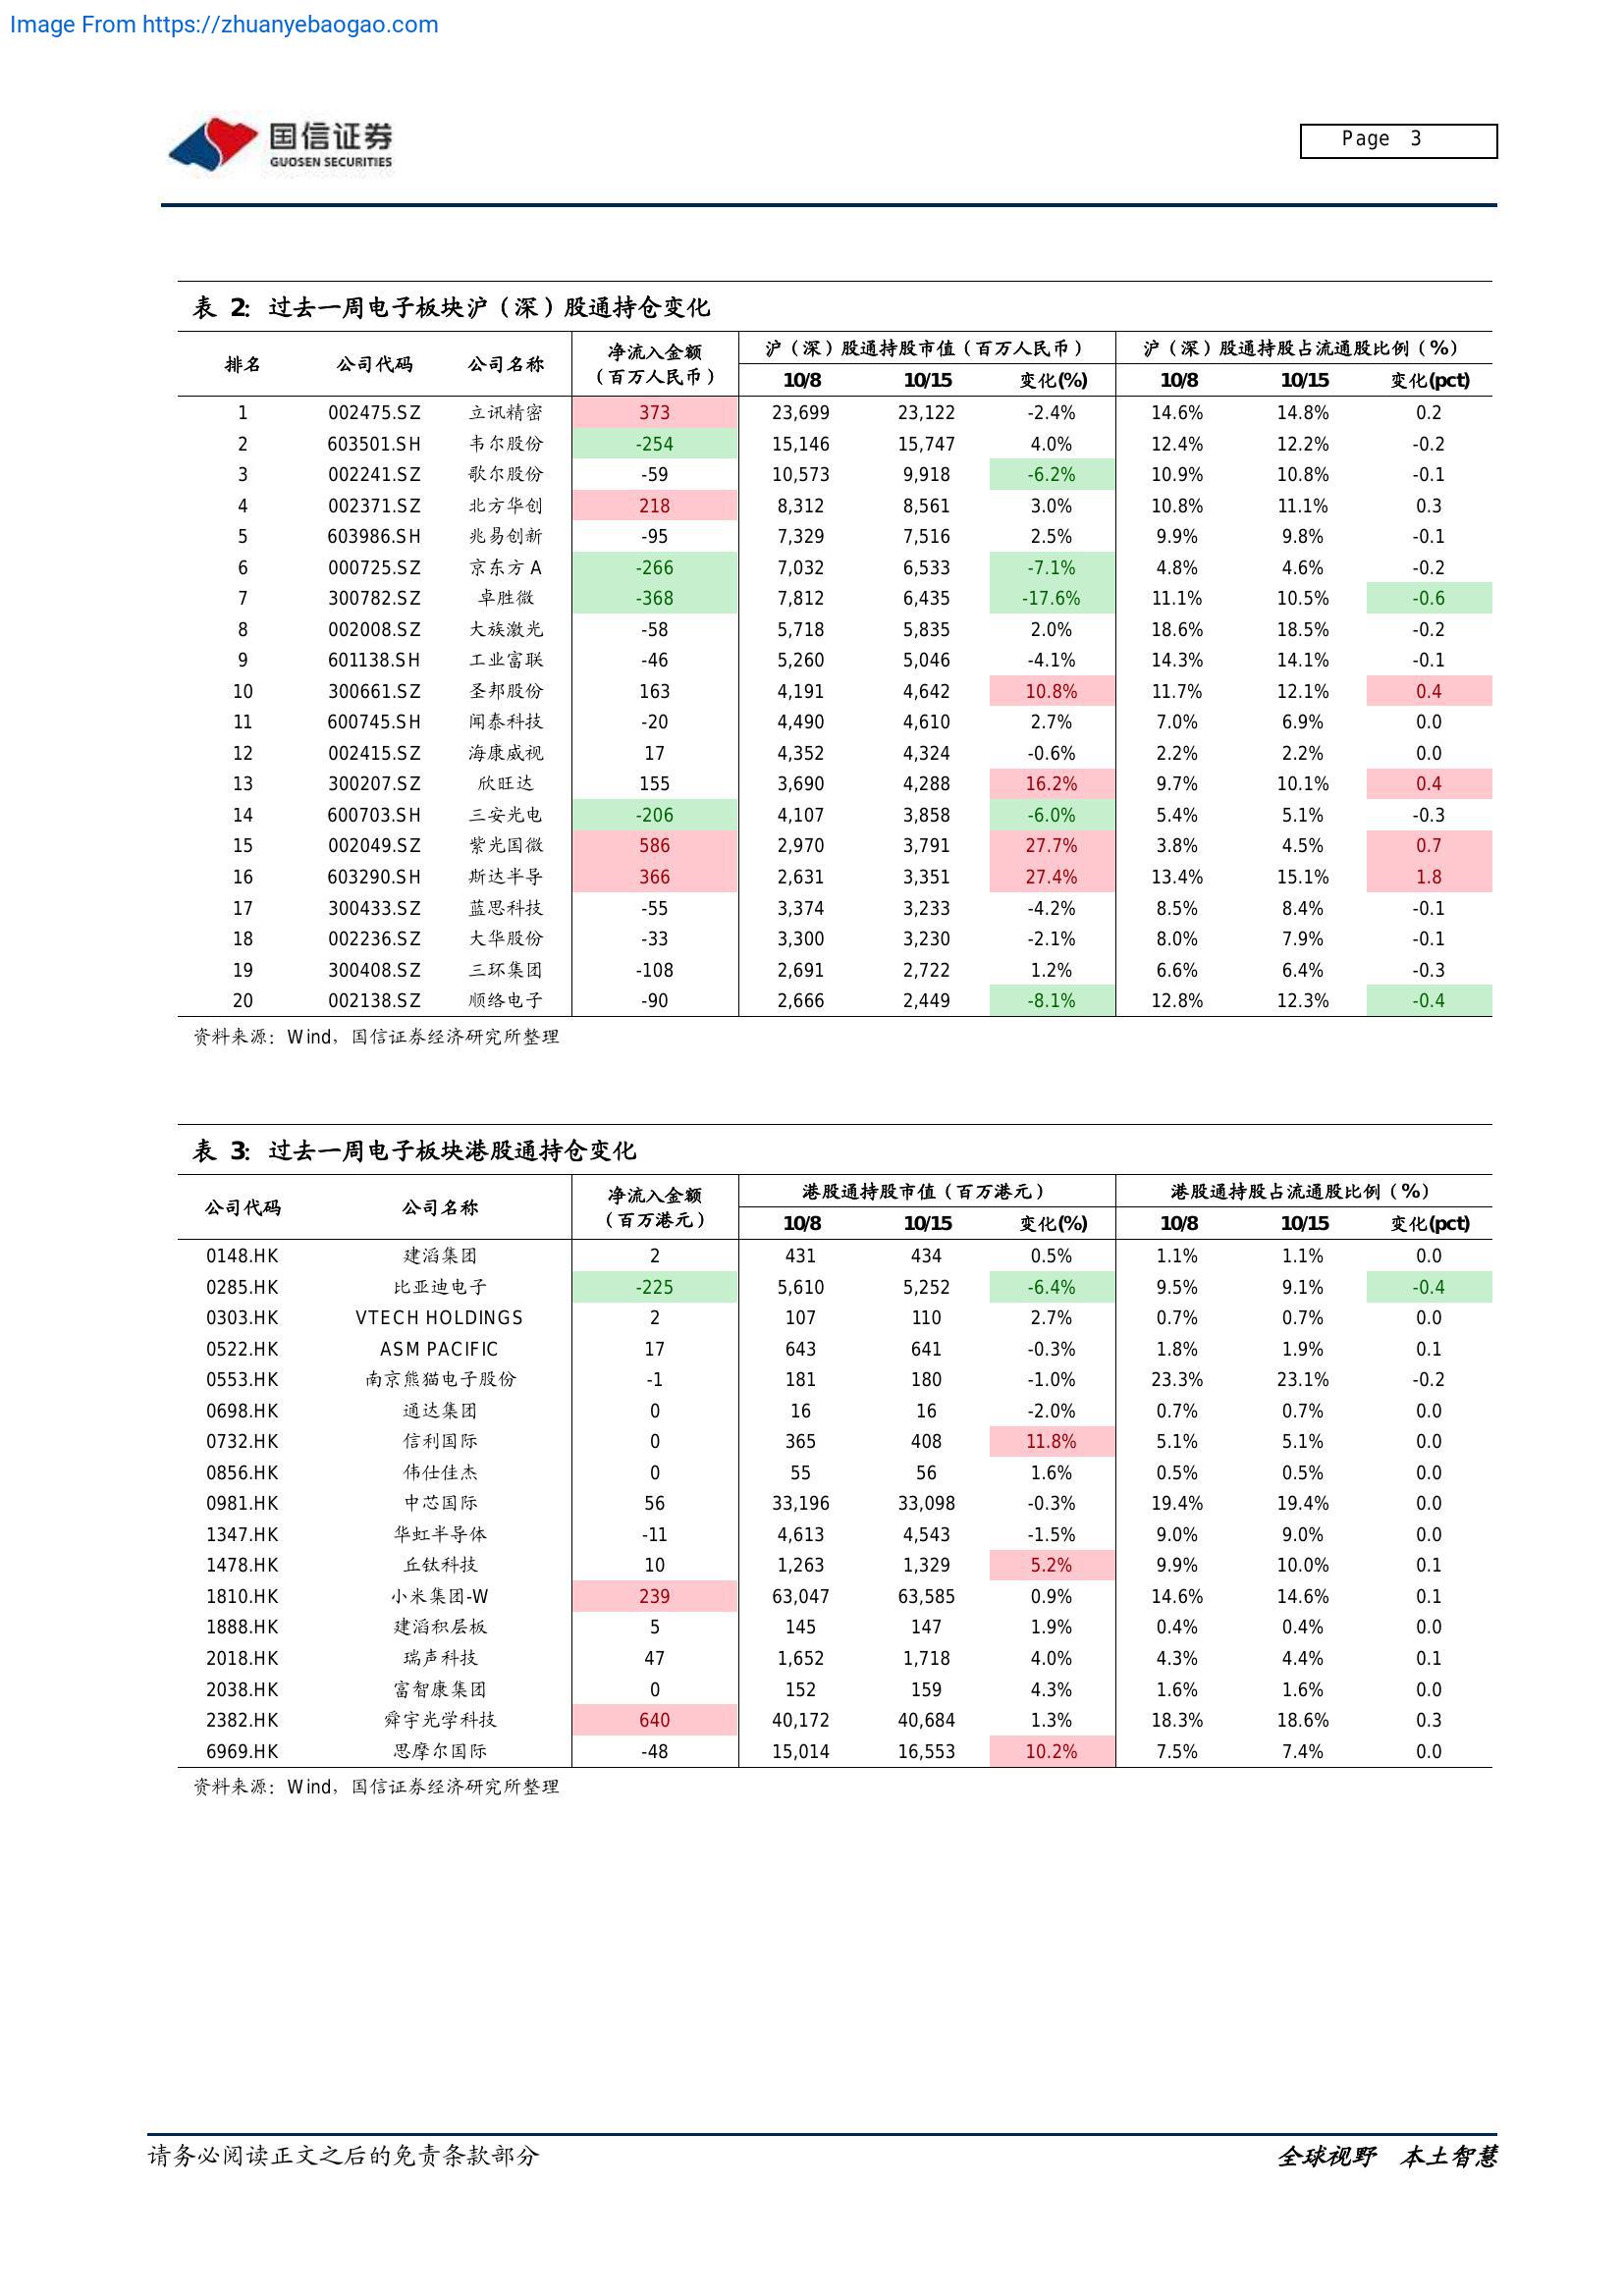 Image From https://zhuanyebaogao.com
国信证券
GUOSEN SECURITIES
Page 3
表 2: 过去一周电子板块沪（深）股通持仓变化
排名 公司代码 公司名称 净流入金额（百万人民币） 沪（深）股通持股市值（百万人民币） 沪（深）股通持股占流通股比例（%）
10/8 10/15 变化(%) 10/8 10/15 变化(pct)
1 002475.SZ 立讯精密 373 23,699 23,122 -2.4% 14.6% 14.8% 0.2
2 603501.SH 韦尔股份 -254 15,146 15,747 4.0% 12.4% 12.2% -0.2
3 002241.SZ 歌尔股份 -59 10,573 9,918 -6.2% 10.9% 10.8% -0.1
4 002371.SZ 北方华创 218 8,312 8,561 3.0% 10.8% 11.1% 0.3
5 603986.SH 兆易创新 -95 7,329 7,516 2.5% 9.9% 9.8% -0.1
6 000725.SZ 京东方 A -266 7,032 6,533 -7.1% 4.8% 4.6% -0.2
7 300782.SZ 卓胜微 -368 7,812 6,435 -17.6% 11.1% 10.5% -0.6
8 002008.SZ 大族激光 -58 5,718 5,835 2.0% 18.6% 18.5% -0.2
9 601138.SH 工业富联 -46 5,260 5,046 -4.1% 14.3% 14.1% -0.1
10 300661.SZ 圣邦股份 163 4,191 4,642 10.8% 11.7% 12.1% 0.4
11 600745.SH 闻泰科技 -20 4,490 4,610 2.7% 7.0% 6.9% 0.0
12 002415.SZ 海康威视 17 4,352 4,324 -0.6% 2.2% 2.2% 0.0
13 300207.SZ 欣旺达 155 3,690 4,288 16.2% 9.7% 10.1% 0.4
14 600703.SH 三安光电 -206 4,107 3,858 -6.0% 5.4% 5.1% -0.3
15 002049.SZ 紫光国微 586 2,970 3,791 27.7% 3.8% 4.5% 0.7
16 603290.SH 斯达半导 366 2,631 3,351 27.4% 13.4% 15.1% 1.8
17 300433.SZ 蓝思科技 -55 3,374 3,233 -4.2% 8.5% 8.4% -0.1
18 002236.SZ 大华股份 -33 3,300 3,230 -2.1% 8.0% 7.9% -0.1
19 300408.SZ 三环集团 -108 2,691 2,722 1.2% 6.6% 6.4% -0.3
20 002138.SZ 顺络电子 -90 2,666 2,449 -8.1% 12.8% 12.3% -0.4
资料来源：Wind，国信证券经济研究所整理
表 3: 过去一周电子板块港股通持仓变化
公司代码 公司名称 净流入金额（百万港元） 港股通持股市值（百万港元） 港股通持股占流通股比例（%）
10/8 10/15 变化(%) 10/8 10/15 变化(pct)
0148.HK 建滔集团 2 431 434 0.5% 1.1% 1.1% 0.0
0285.HK 比亚迪电子 -225 5,610 5,252 -6.4% 9.5% 9.1% -0.4
0303.HK VTECH HOLDINGS 2 107 110 2.7% 0.7% 0.7% 0.0
0522.HK ASM PACIFIC 17 643 641 -0.3% 1.8% 1.9% 0.1
0553.HK 南京熊猫电子股份 -1 181 180 -1.0% 23.3% 23.1% -0.2
0698.HK 通达集团 0 16 16 -2.0% 0.7% 0.7% 0.0
0732.HK 信利国际 0 365 408 11.8% 5.1% 5.1% 0.0
0856.HK 伟仕佳杰 0 55 56 1.6% 0.5% 0.5% 0.0
0981.HK 中芯国际 56 33,196 33,098 -0.3% 19.4% 19.4% 0.0
1347.HK 华虹半导体 -11 4,613 4,543 -1.5% 9.0% 9.0% 0.0
1478.HK 丘钛科技 10 1,263 1,329 5.2% 9.9% 10.0% 0.1
1810.HK 小米集团-W 239 63,047 63,585 0.9% 14.6% 14.6% 0.1
1888.HK 建滔积层板 5 145 147 1.9% 0.4% 0.4% 0.0
2018.HK 瑞声科技 47 1,652 1,718 4.0% 4.3% 4.4% 0.1
2038.HK 富智康集团 0 152 159 4.3% 1.6% 1.6% 0.0
2382.HK 舜宇光学科技 640 40,172 40,684 1.3% 18.3% 18.6% 0.3
6969.HK 思摩尔国际 -48 15,014 16,553 10.2% 7.5% 7.4% 0.0
资料来源：Wind，国信证券经济研究所整理
请务必阅读正文之后的免责条款部分 全球视野 本土智慧